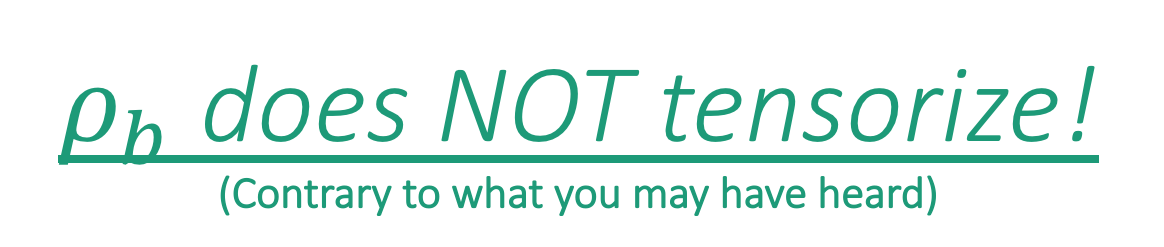 ρ_b does NOT tensorize!
(Contrary to what you may have heard)